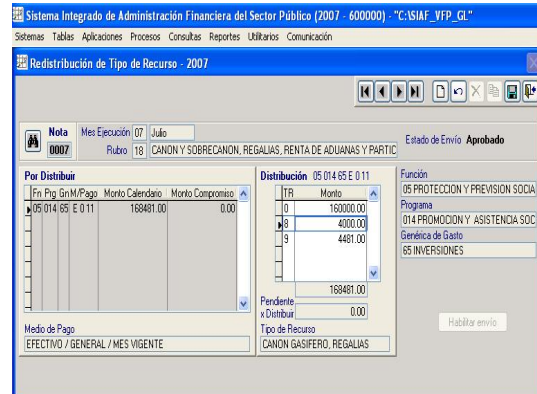 Sistema Integrado de Administración Financiera del Sector Público (2007 - 600000) - "C:\SIAF_VFP_GL"
Sistemas Tablas Aplicaciones Procesos Consultas Reportes Utilitarios Comunicación
Redistribución de Tipo de Recurso - 2007
Nota Mes Ejecución 07 Julio
Estado de Envío Aprobado
0007 Rubro 18 CANON Y SOBRECANON, REGALIAS, RENTA DE ADUANAS Y PARTIC
Por Distribuir
Fn Prg Gn M/Pago Monto Calendario Monto Compromiso
05 014 65 E 0 11 168481.00 0.00
Medio de Pago
EFECTIVO / GENERAL / MES VIGENTE
Distribución 05 014 65 E 0 11
TR Monto
0 160000.00
8 4000.00
9 4481.00
168481.00
Pendiente
x Distribuir 0.00
Tipo de Recurso
CANON GASIFERO, REGALIAS
Función
05 PROTECCION Y PREVISION SOCIA
Programa
014 PROMOCION Y ASISTENCIA SOC
Genérica de Gasto
65 INVERSIONES
Habilitar envío